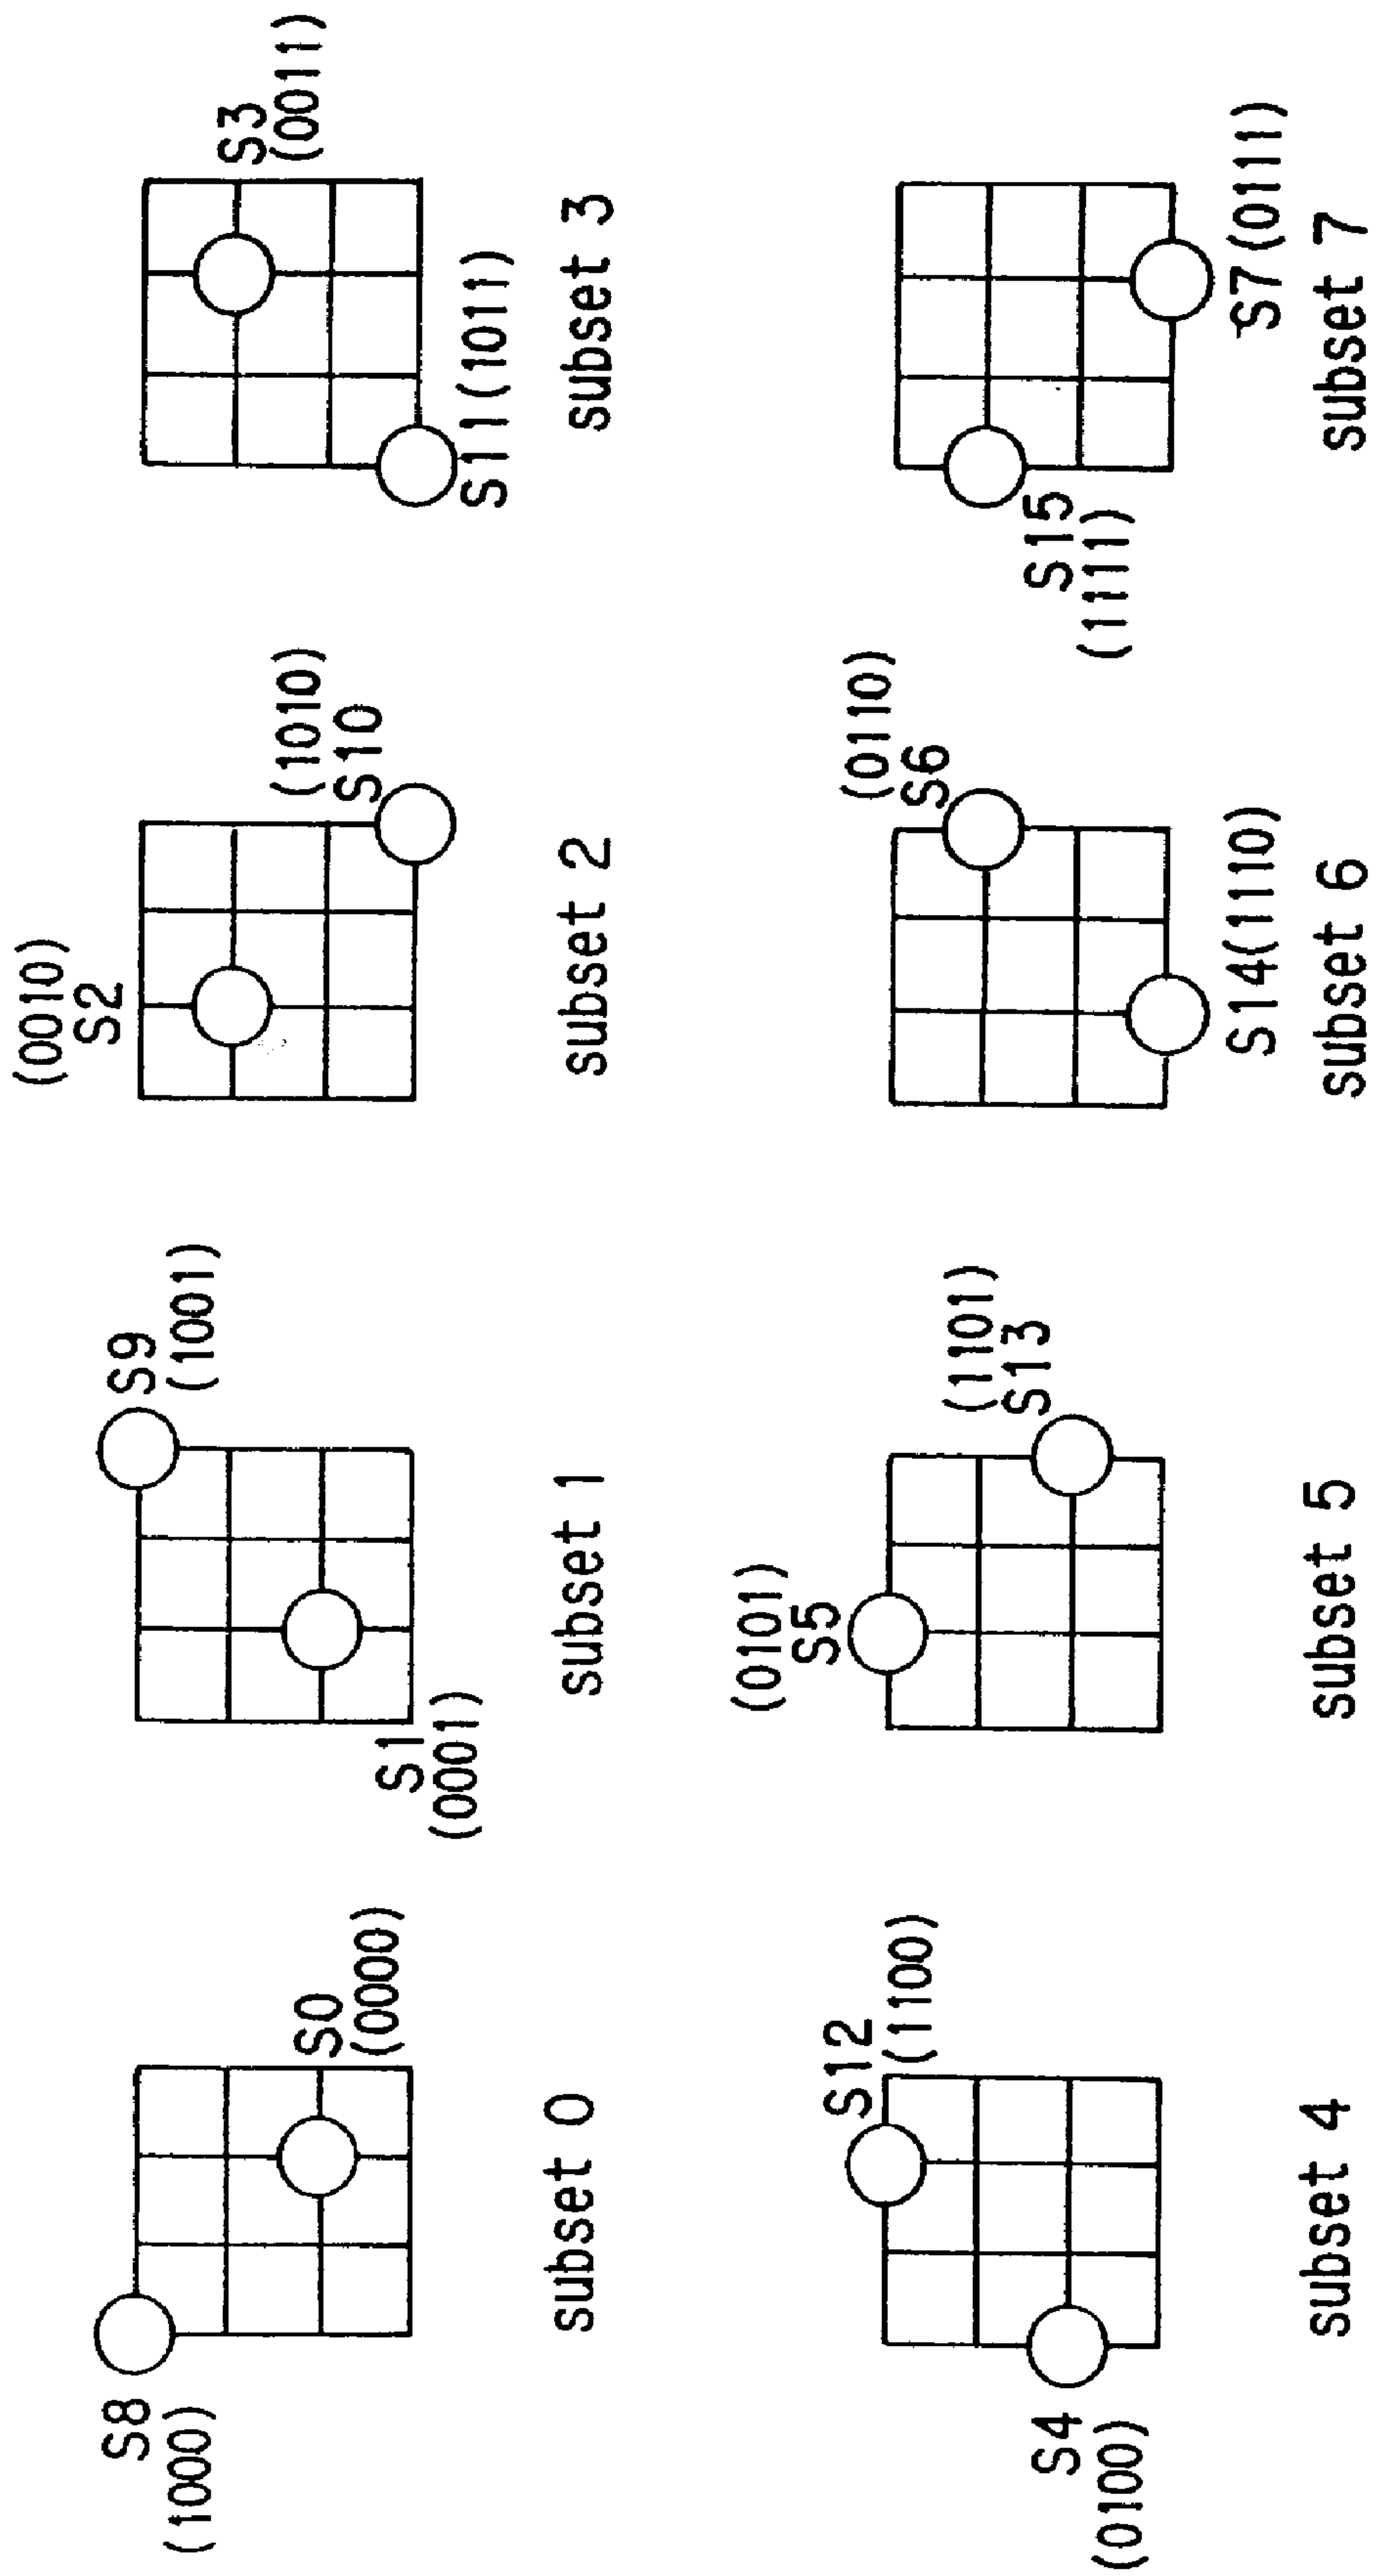 S8
(1000)
S0
(0000)
subset 0
S9
(1001)
S1
(0001)
subset 1
(0010)
S2
(1010)
S10
subset 2
S3
(0011)
S11(1011)
subset 3
S12
(1100)
S4
(0100)
subset 4
(0101)
S5
(1101)
S13
subset 5
(0110)
S6
S14(1110)
subset 6
S15
(1111)
S7(0111)
subset 7